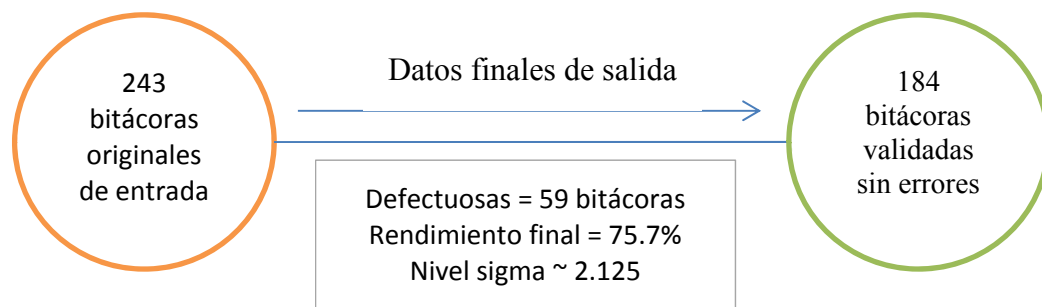 243
bitácoras
originales
de entrada
Datos finales de salida
Defectuosas = 59 bitácoras
Rendimiento final = 75.7%
Nivel sigma ~ 2.125
184
bitácoras
validadas
sin errores